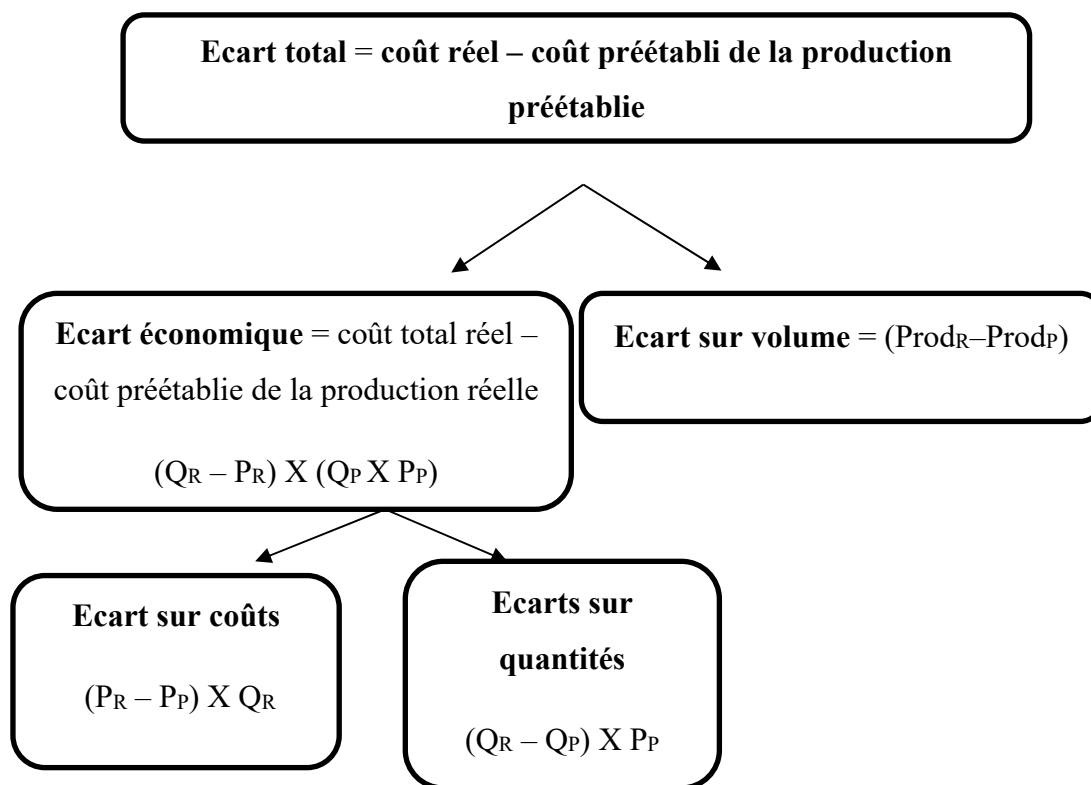 Ecart total = coût réel – coût préétabli de la production
préétablie
Ecart économique = coût total réel –
coût préétablie de la production réelle
(QR – PR) X (QP X PP)
Ecart sur volume = (ProdR–ProdP)
Ecart sur coûts
(PR – PP) X QR
Ecarts sur
quantités
(QR – QP) X PP